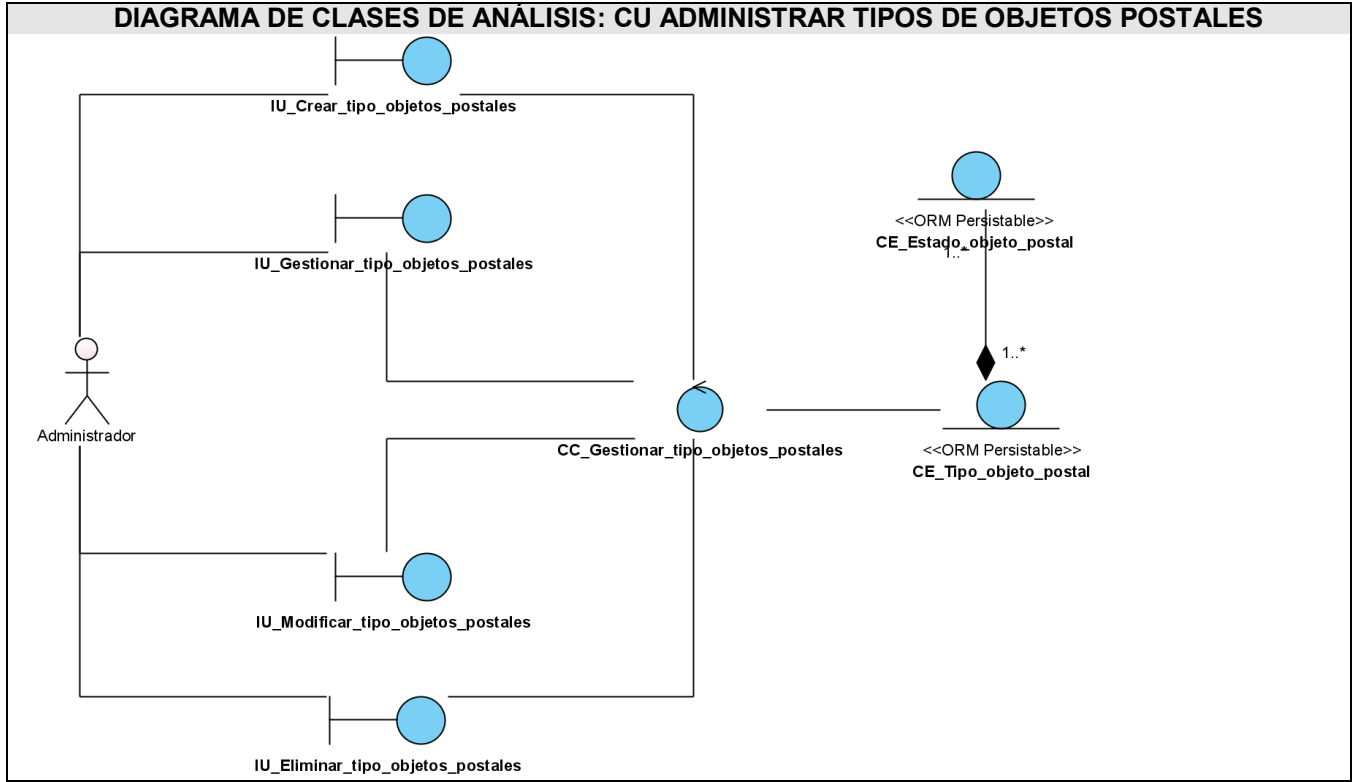 DIAGRAMA DE CLASES DE ANÁLISIS: CU ADMINISTRAR TIPOS DE OBJETOS POSTALES
IU_Crear_tipo_objetos_postales
<<ORM Persistable>>
CE_Estado_objeto_postal
1..*
IU_Gestionar_tipo_objetos_postales
1..*
Administrador
CC_Gestionar_tipo_objetos_postales
<<ORM Persistable>>
CE_Tipo_objeto_postal
IU_Modificar_tipo_objetos_postales
IU_Eliminar_tipo_objetos_postales